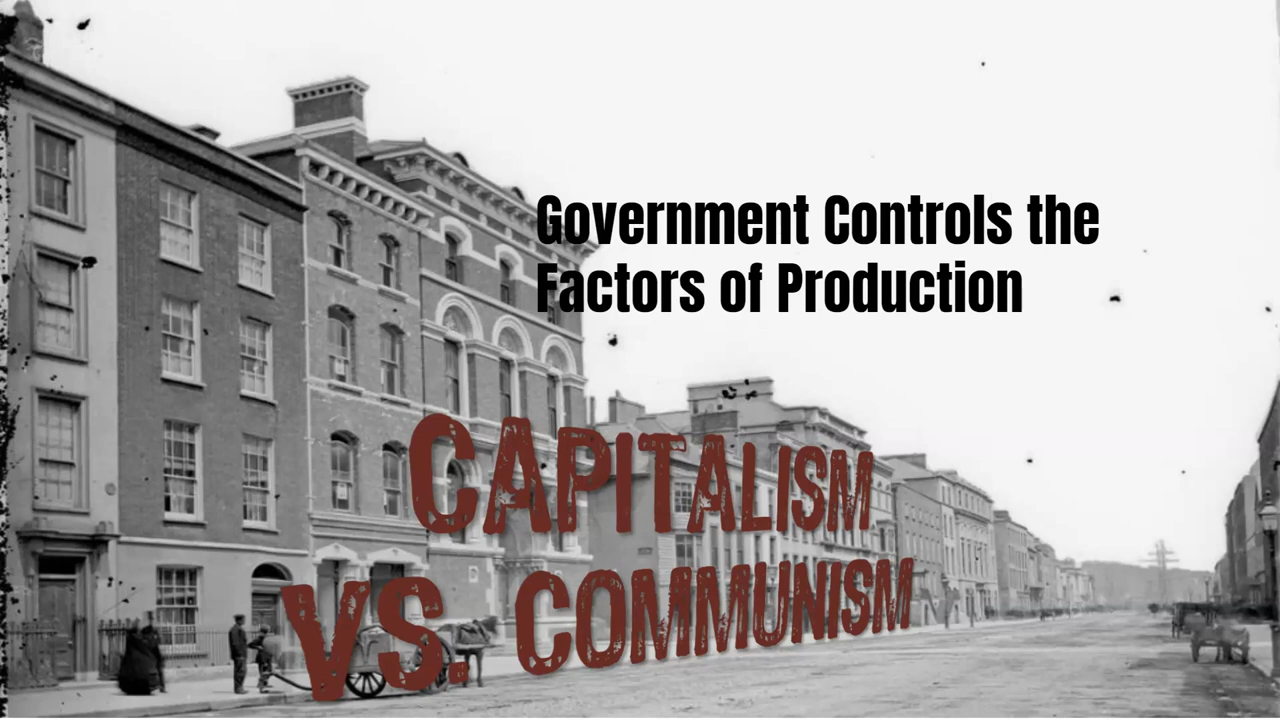 Government Controls the
Factors of Production
CAPITALISM
VS. COMMUNISM